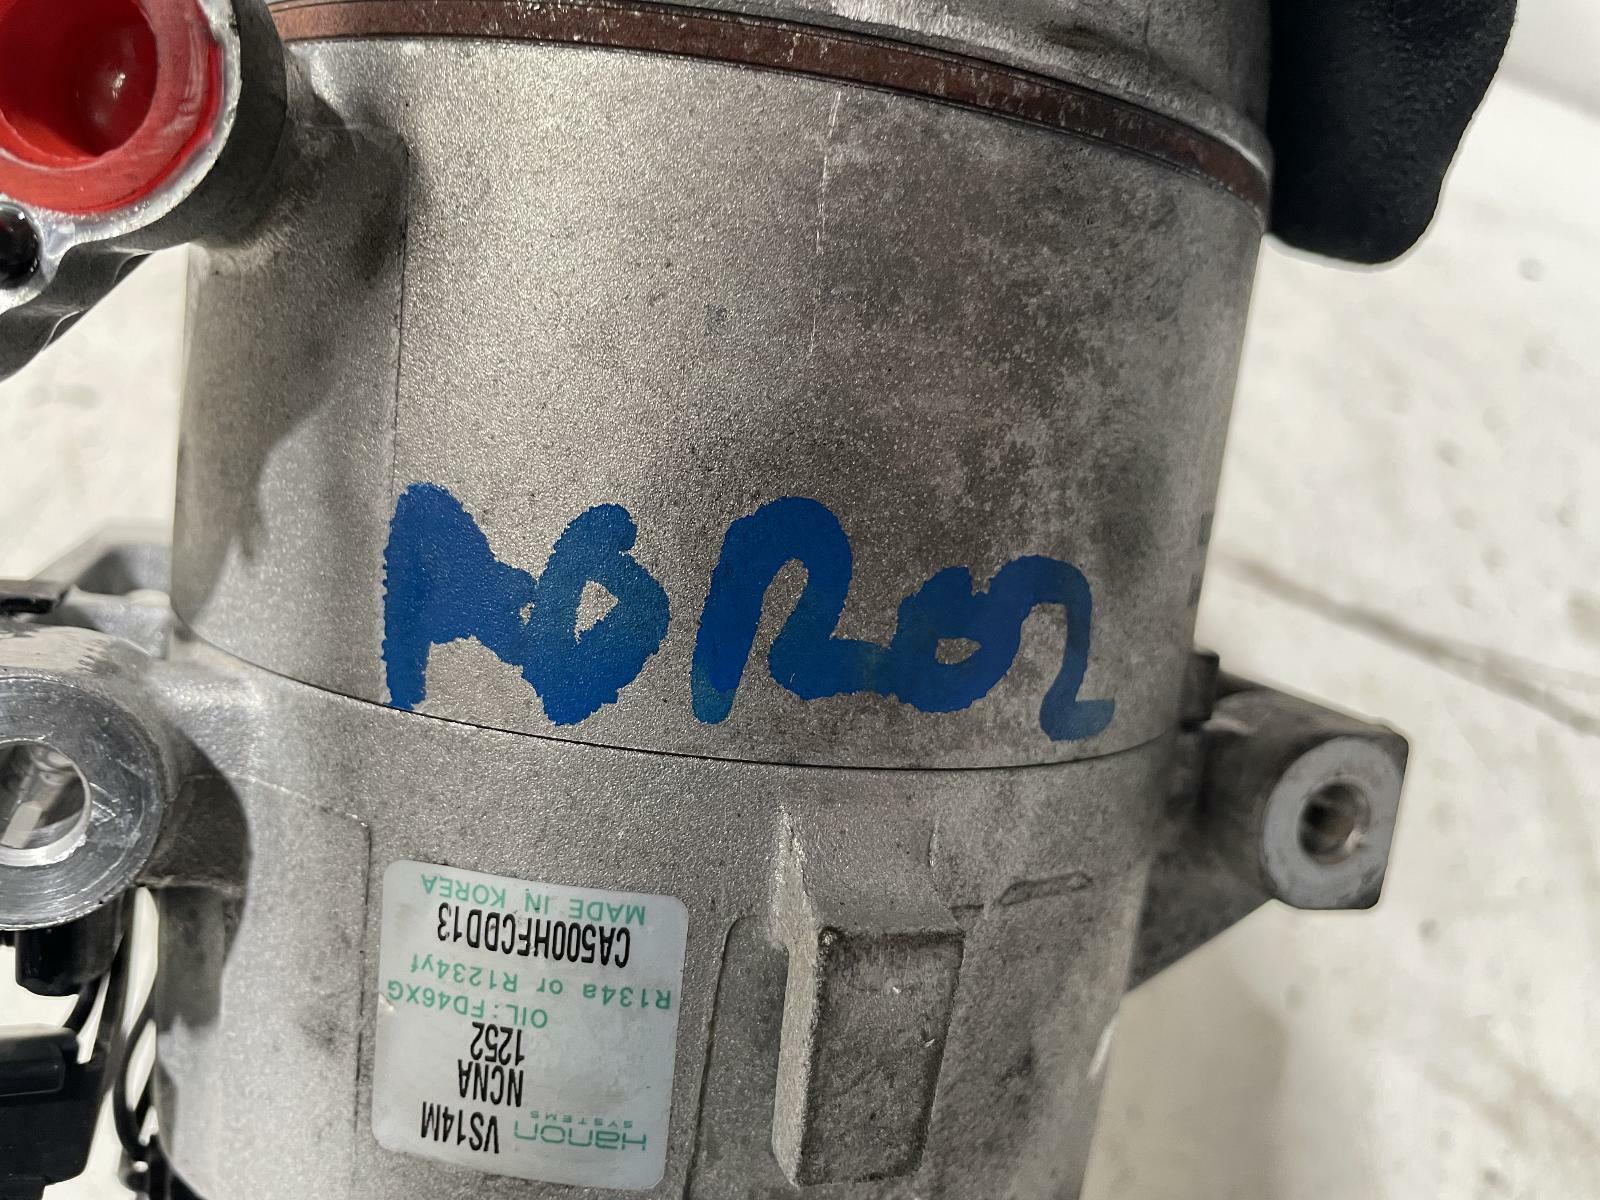 Hanon
SYSTEMS
VS14M
NCNA
1252
OIL:FD46XG
R134a or R1234yf
CA500HFCDD13
MADE IN KOREA